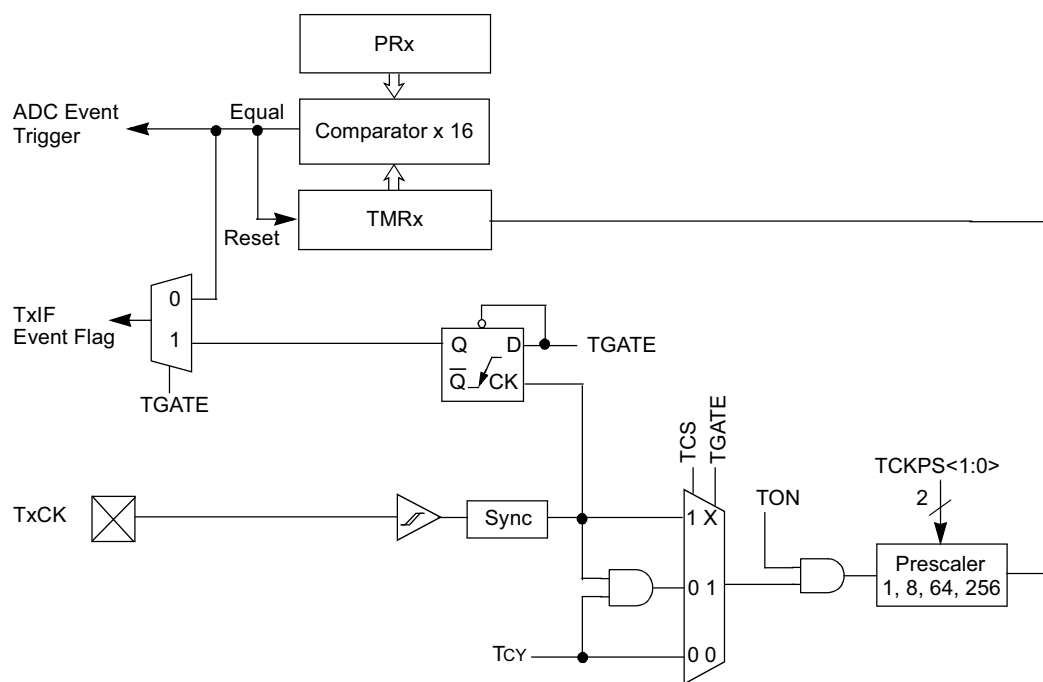 PRx
ADC Event
Trigger
Equal
Comparator x 16
Reset
TMRx
TxIF
Event Flag
0
1
TGATE
Q D
Q CK
TGATE
TCS
TGATE
TCKPS<1:0>
2
TON
TxCK
Sync
1 X
Prescaler
1, 8, 64, 256
0 1
TCY
0 0